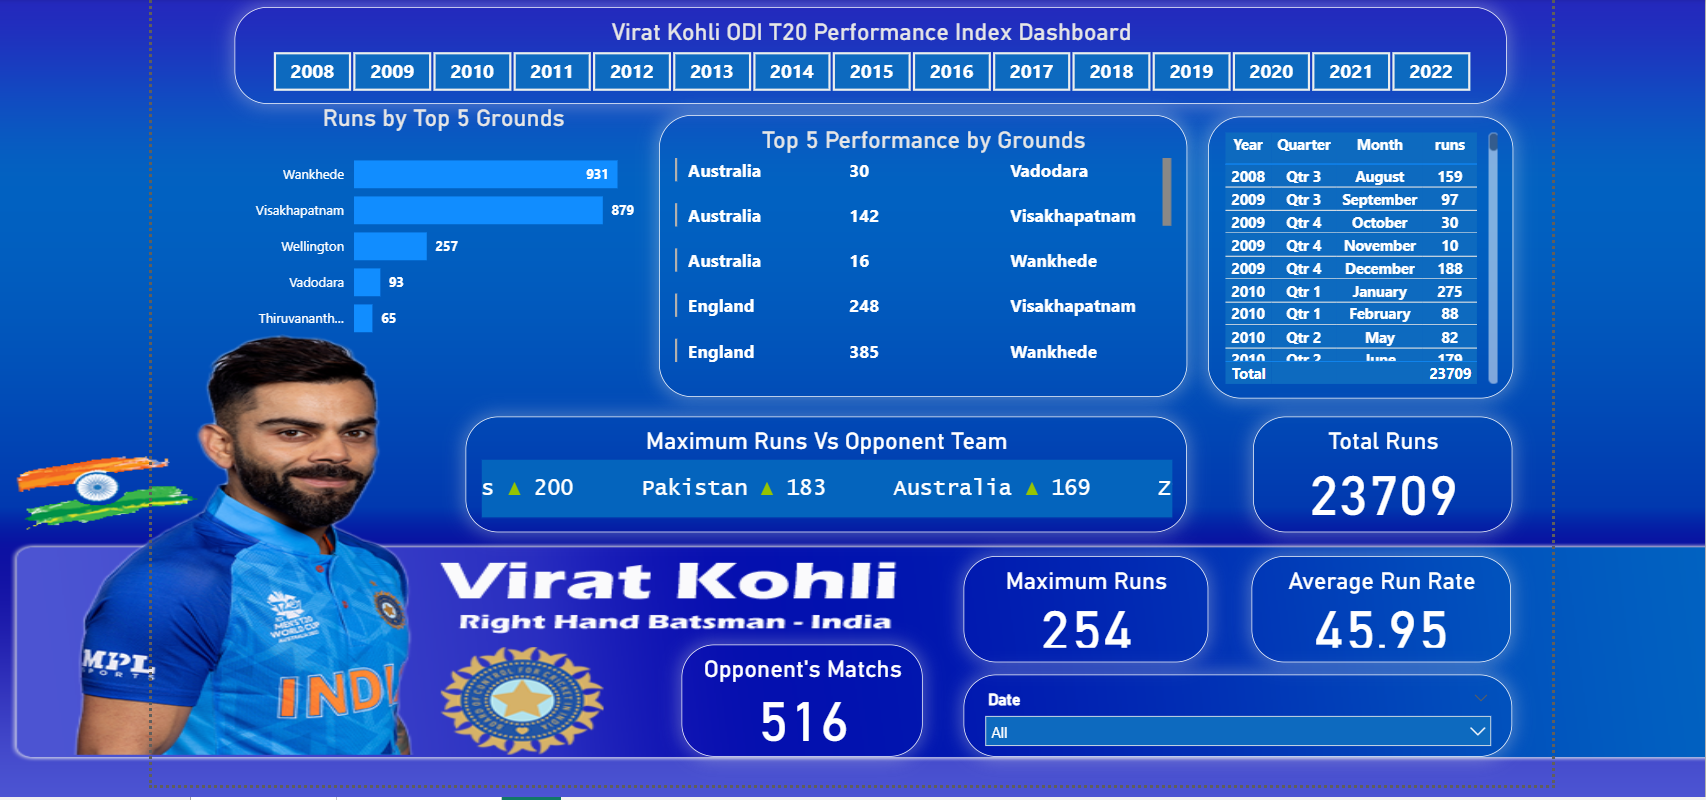 Virat Kohli ODI T20 Performance Index Dashboard
2008 2009 2010 2011 2012 2013 2014 2015 2016 2017 2018 2019 2020 2021 2022
Runs by Top 5 Grounds
Wankhede 931
Visakhapatnam 879
Wellington 257
Vadodara 93
Thiruvananth... 65
Top 5 Performance by Grounds
Australia 30 Vadodara
Australia 142 Visakhapatnam
Australia 16 Wankhede
England 248 Visakhapatnam
England 385 Wankhede
Year Quarter Month runs
2008 Qtr 3 August 159
2009 Qtr 3 September 97
2009 Qtr 4 October 30
2009 Qtr 4 November 10
2009 Qtr 4 December 188
2010 Qtr 1 January 275
2010 Qtr 1 February 88
2010 Qtr 2 May 82
2010 Qtr 2 June 179
Total 23709
Maximum Runs Vs Opponent Team
s ▲ 200 Pakistan ▲ 183 Australia ▲ 169 Z
Total Runs
23709
Virat Kohli
Right Hand Batsman - India
Maximum Runs
254
Average Run Rate
45.95
Opponent's Matchs
516
Date
All
MEN'S T20
WORLD CUP
MPL
SPORTS
INDI